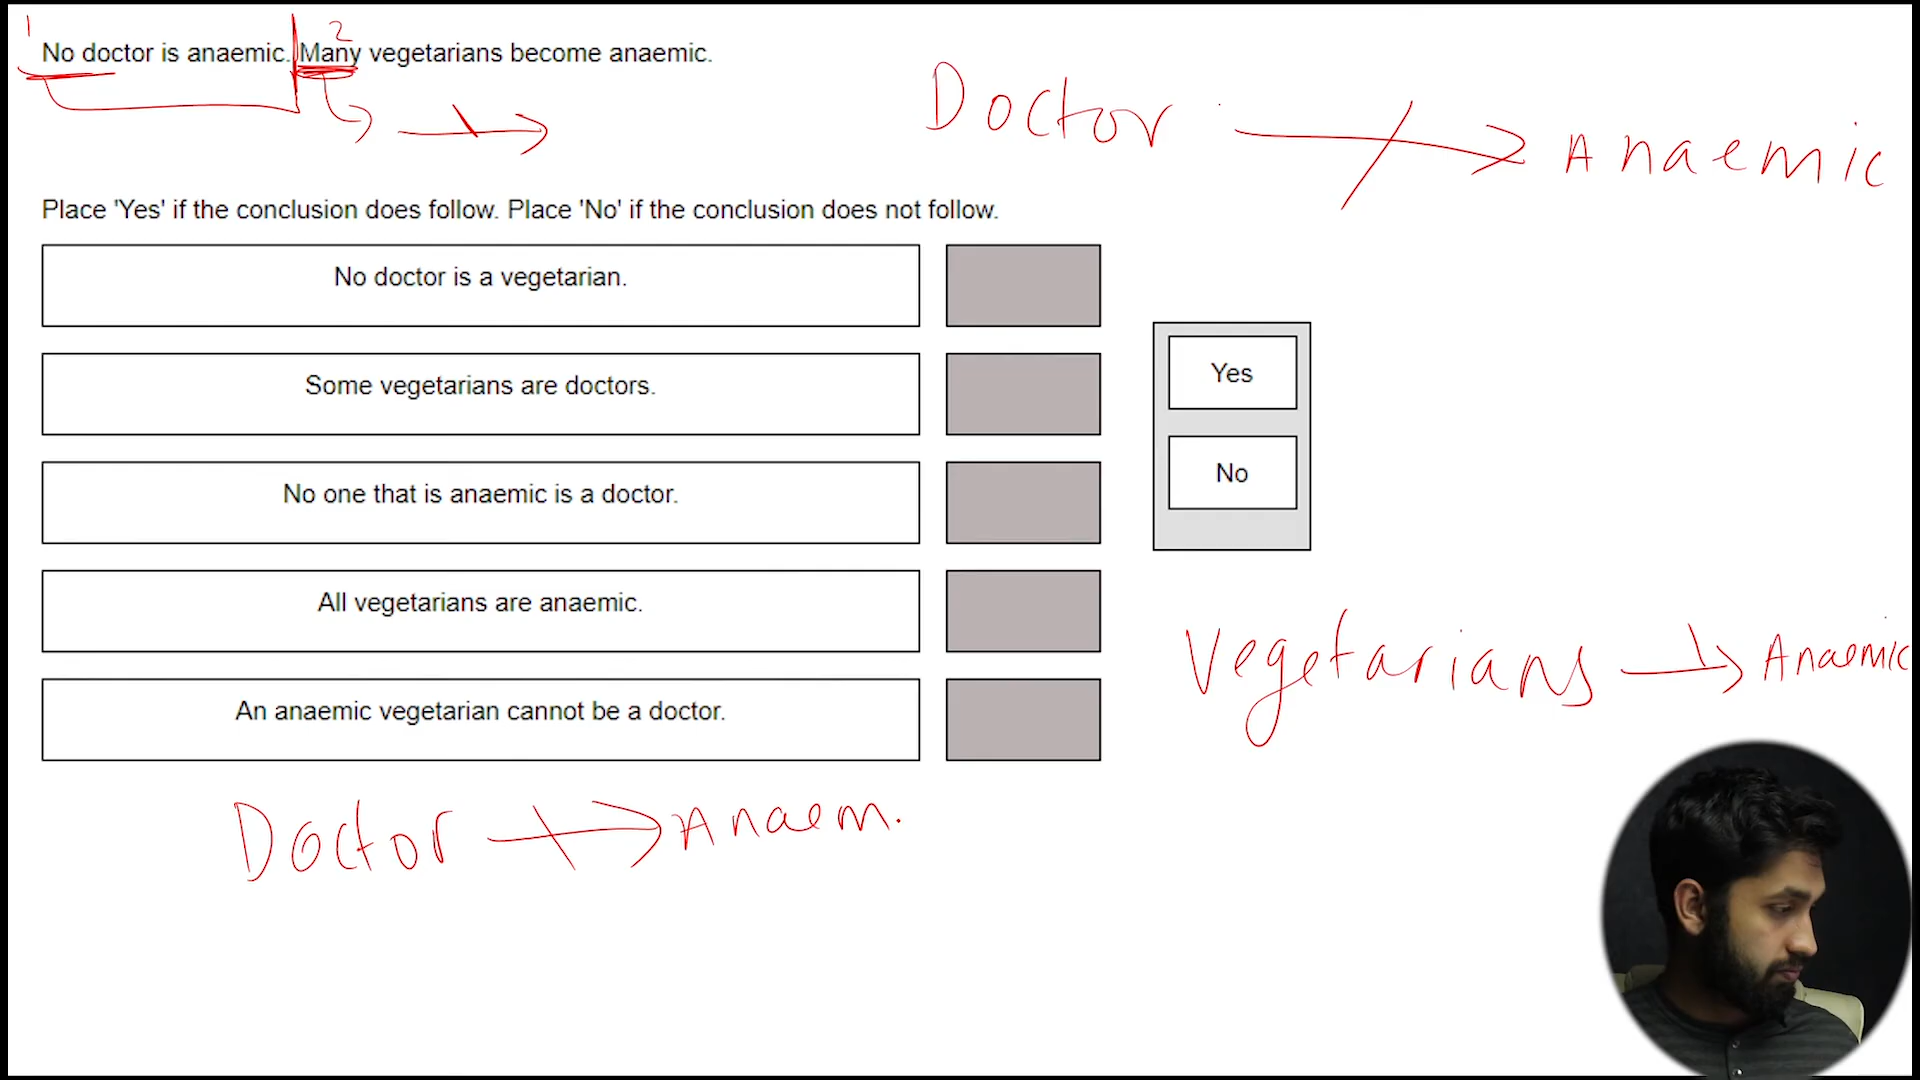 1 2
No doctor is anaemic. Many vegetarians become anaemic.
Doctor Anaemic
Place 'Yes' if the conclusion does follow. Place 'No' if the conclusion does not follow.
No doctor is a vegetarian.
Some vegetarians are doctors.
Yes
No one that is anaemic is a doctor.
No
All vegetarians are anaemic.
Vegetarians Anaemic
An anaemic vegetarian cannot be a doctor.
Doctor Anaem.